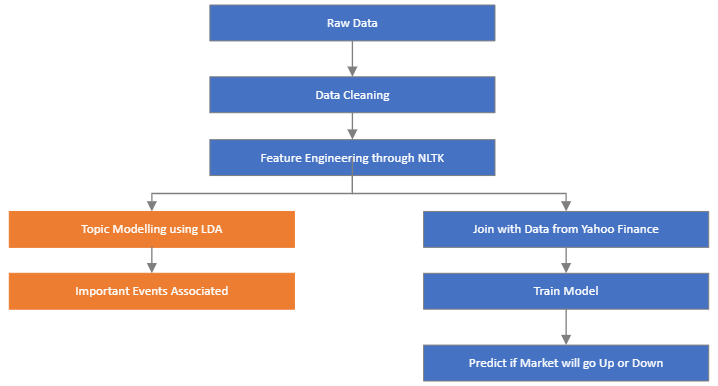 Raw Data
Data Cleaning
Feature Engineering through NLTK
Topic Modelling using LDA
Join with Data from Yahoo Finance
Important Events Associated
Train Model
Predict if Market will go Up or Down